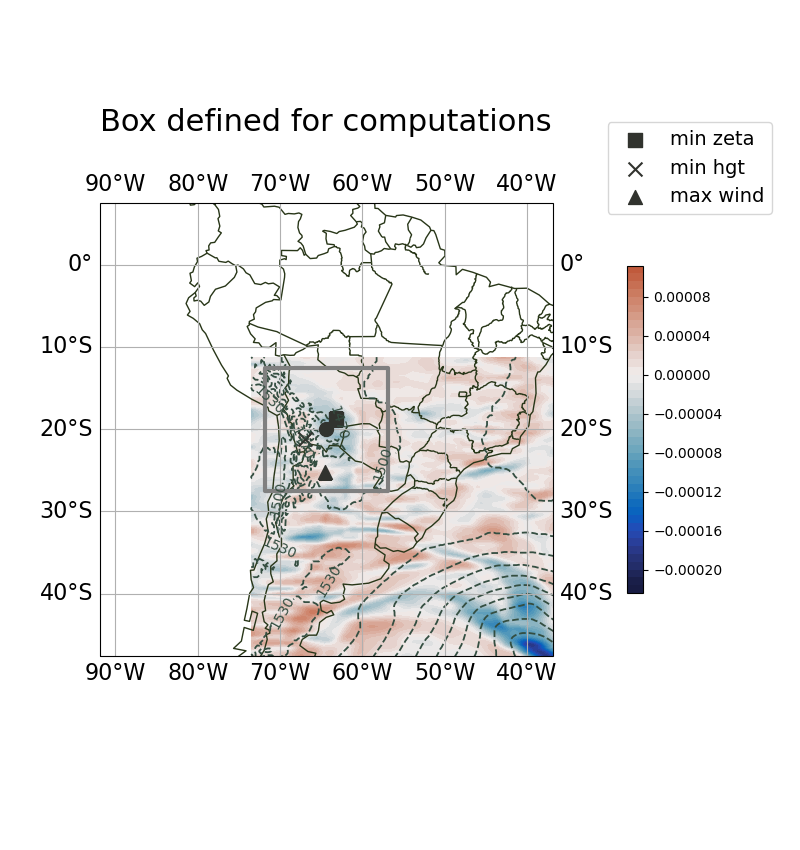 Box defined for computations
min zeta
min hgt
max wind
90°W 80°W 70°W 60°W 50°W 40°W
0° 0°
10°S 10°S
20°S 20°S
30°S 30°S
40°S 40°S
0.00008
0.00004
0.00000
−0.00004
−0.00008
−0.00012
−0.00016
−0.00020
1500
1500
1530
1530
1530
90°W 80°W 70°W 60°W 50°W 40°W